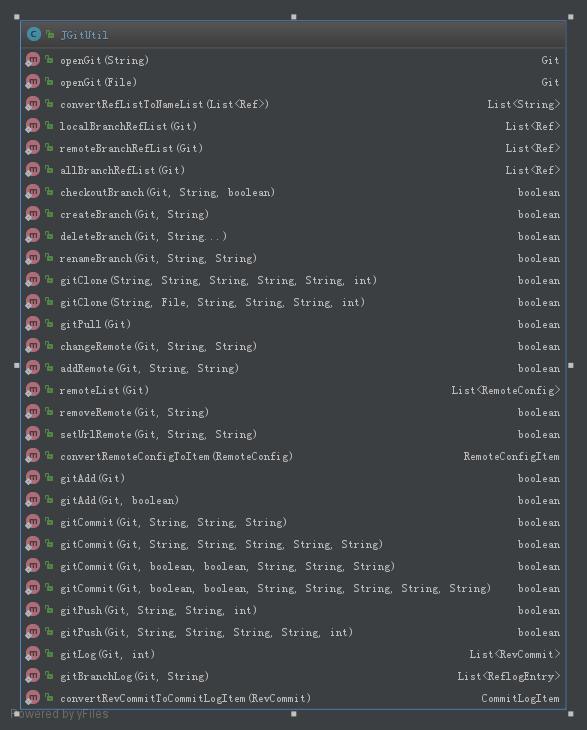 JGitUtil
openGit(String) Git
openGit(File) Git
convertRefListToNameList(List<Ref>) List<String>
localBranchRefList(Git) List<Ref>
remoteBranchRefList(Git) List<Ref>
allBranchRefList(Git) List<Ref>
checkoutBranch(Git, String, boolean) boolean
createBranch(Git, String) boolean
deleteBranch(Git, String...) boolean
renameBranch(Git, String, String) boolean
gitClone(String, String, String, String, String, int) boolean
gitClone(String, File, String, String, String, int) boolean
gitPull(Git) boolean
changeRemote(Git, String, String) boolean
addRemote(Git, String, String) boolean
remoteList(Git) List<RemoteConfig>
removeRemote(Git, String) boolean
setUrlRemote(Git, String, String) boolean
convertRemoteConfigToItem(RemoteConfig) RemoteConfigItem
gitAdd(Git) boolean
gitAdd(Git, boolean) boolean
gitCommit(Git, String, String, String) boolean
gitCommit(Git, String, String, String, String, String) boolean
gitCommit(Git, boolean, boolean, String, String, String) boolean
gitCommit(Git, boolean, boolean, String, String, String, String, String) boolean
gitPush(Git, String, String, int) boolean
gitPush(Git, String, String, String, String, int) boolean
gitLog(Git, int) List<RevCommit>
gitBranchLog(Git, String) List<ReflogEntry>
convertRevCommitToCommitLogItem(RevCommit) CommitLogItem
Powered by yFiles